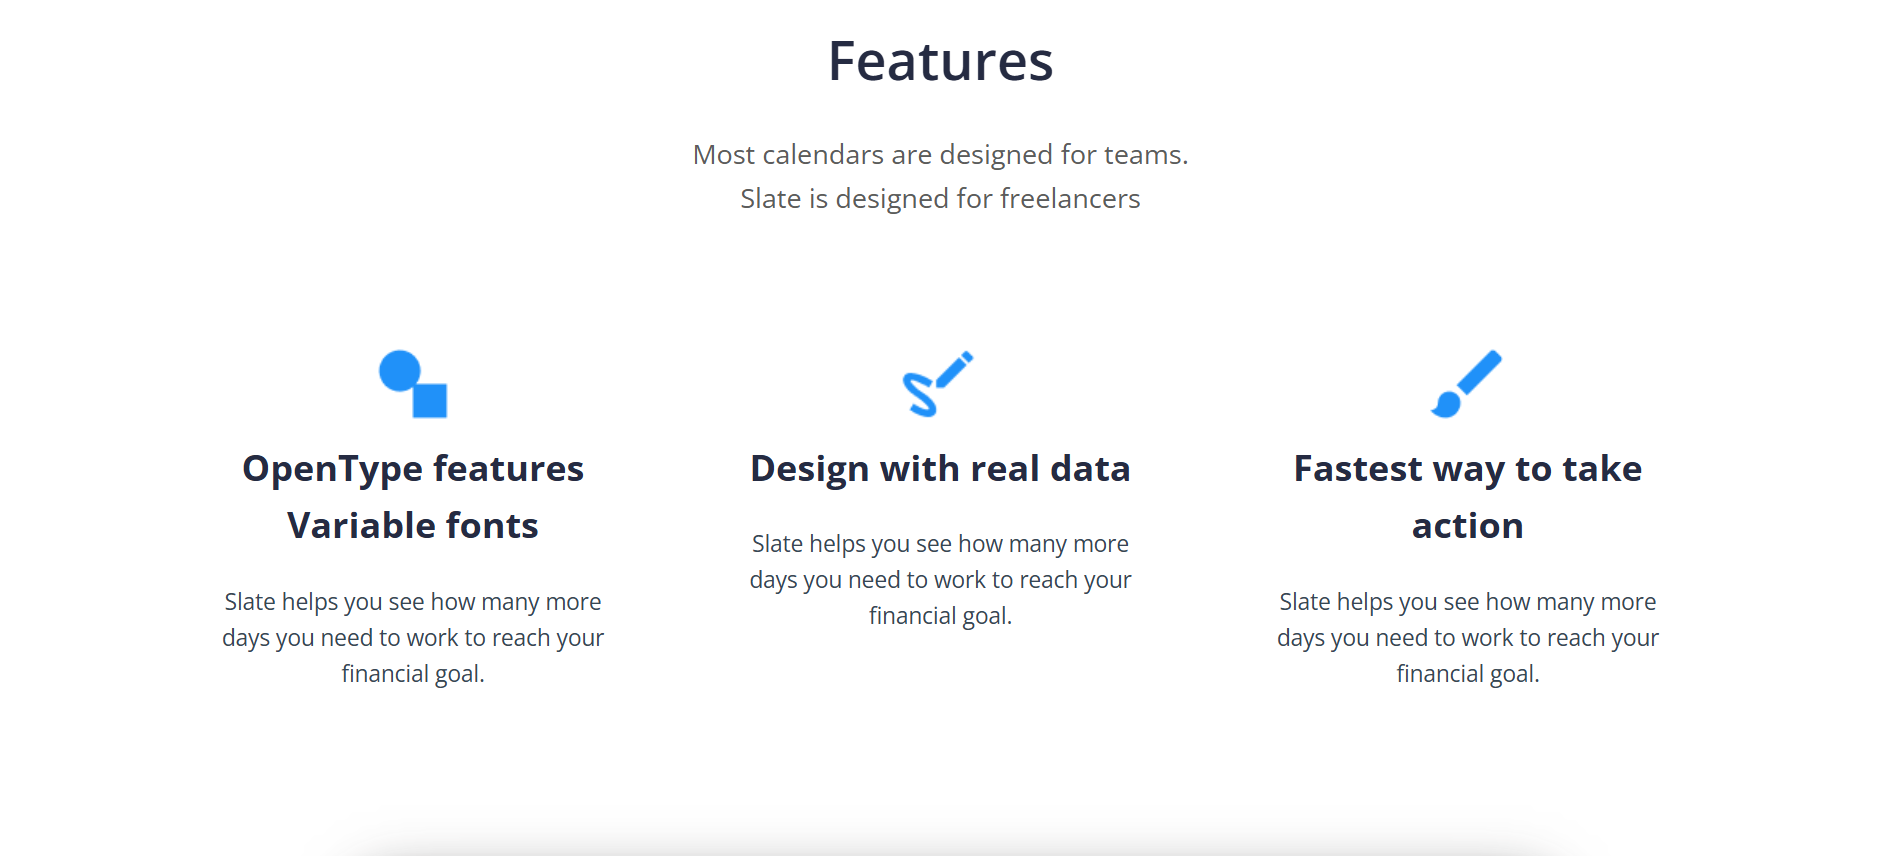 Features
Most calendars are designed for teams.
Slate is designed for freelancers
OpenType features
Variable fonts
Slate helps you see how many more
days you need to work to reach your
financial goal.
Design with real data
Slate helps you see how many more
days you need to work to reach your
financial goal.
Fastest way to take
action
Slate helps you see how many more
days you need to work to reach your
financial goal.